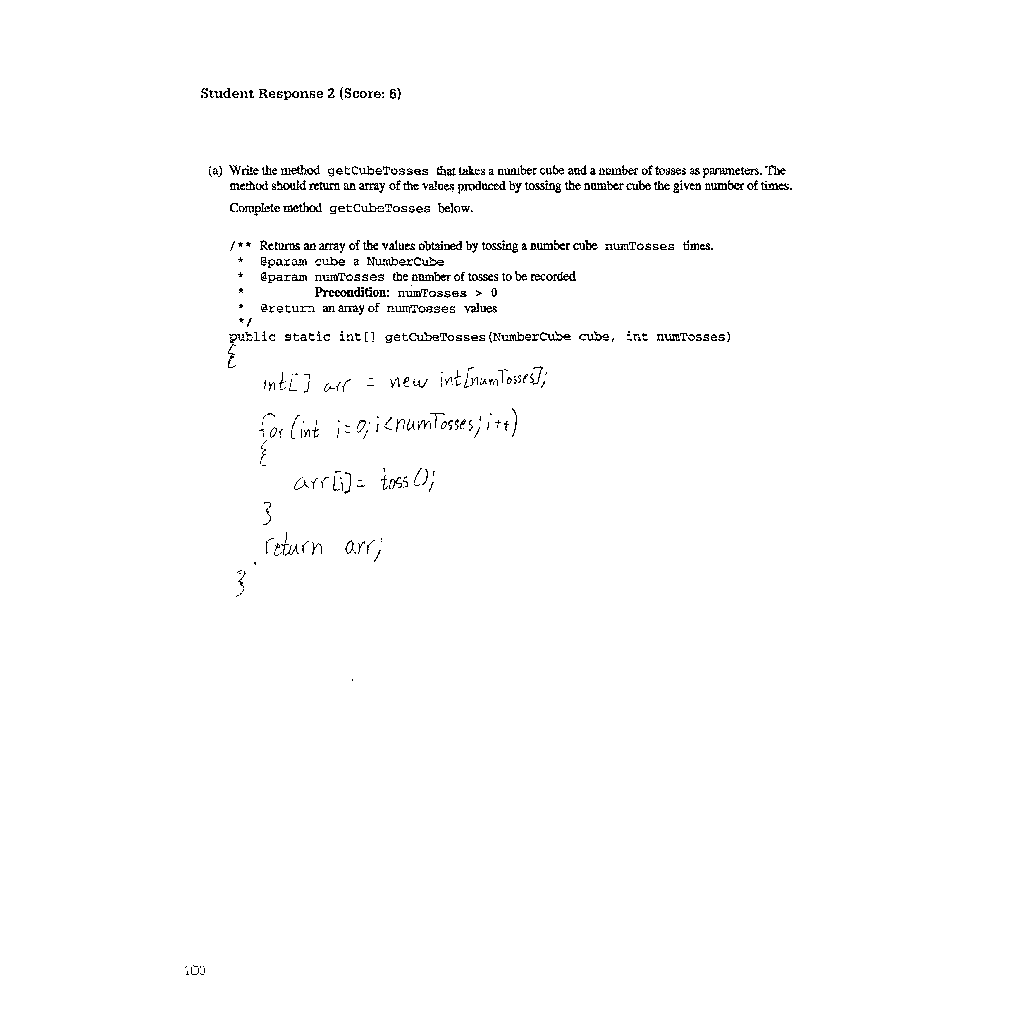 Student Response 2 (Score: 6)
(a) Write the method getCubeTosses that takes a number cube and a number of tosses as parameters. The
method should return an array of the values produced by tossing the number cube the given number of times.
Complete method getCubeTosses below.
/** Returns an array of the values obtained by tossing a number cube numTosses times.
* @param cube a NumberCube
* @param numTosses the number of tosses to be recorded
* Precondition: numTosses > 0
* @return an array of numTosses values
*/
public static int[] getCubeTosses(NumberCube cube, int numTosses)
{
int[] arr = new int[numTosses];
for(int i=0; i<numTosses; i++)
{
arr[i]= toss();
}
return arr;
}
100